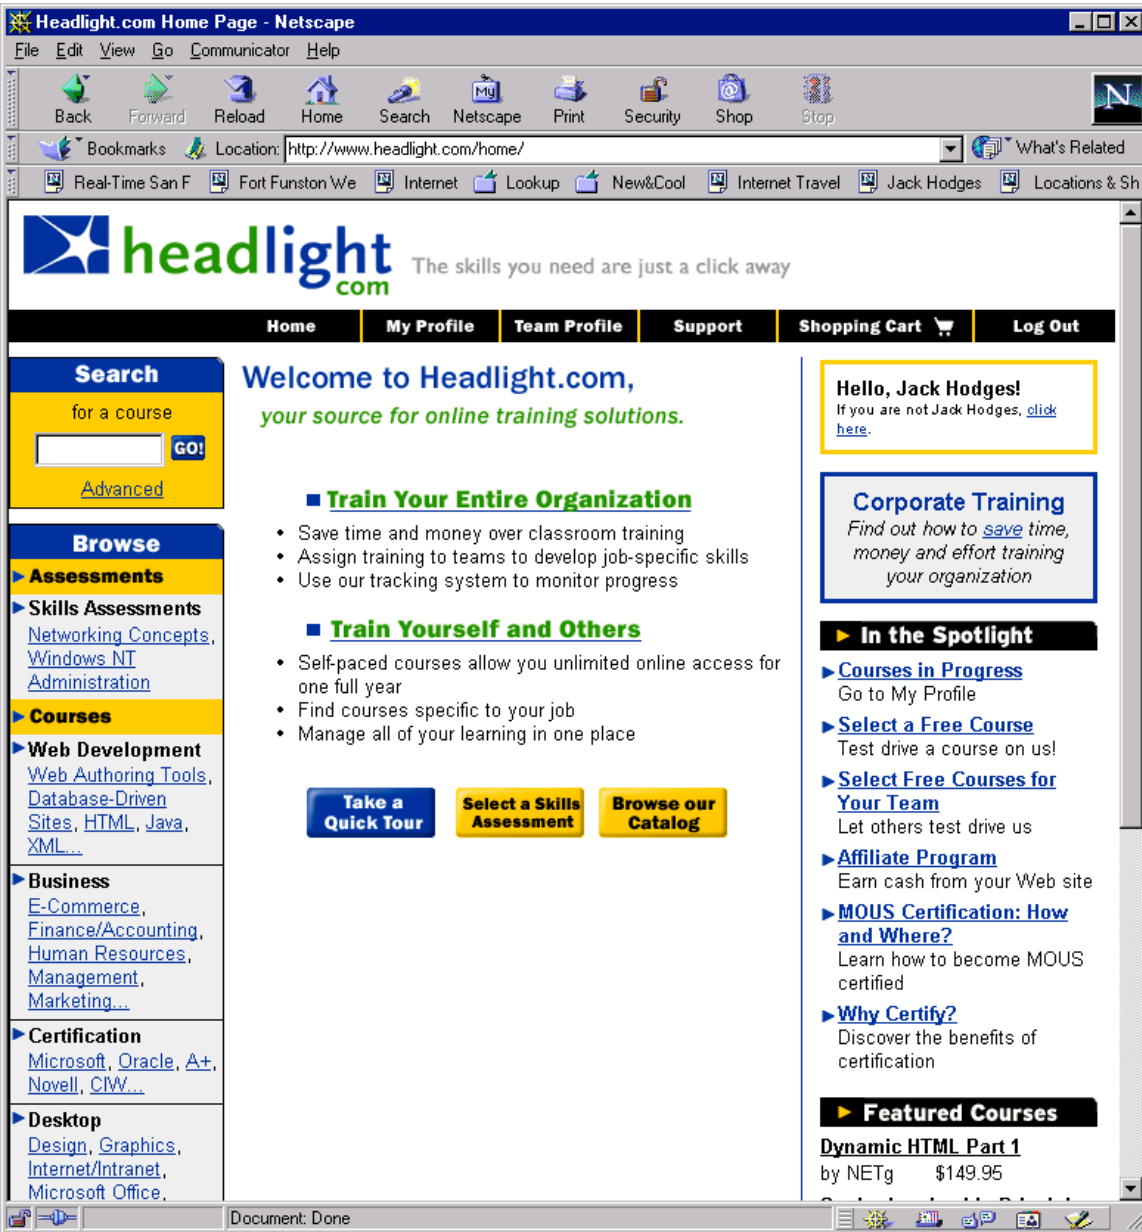 Headlight.com Home Page - Netscape
File Edit View Go Communicator Help
My
Back Forward Reload Home Search Netscape Print Security Shop Stop
N
Bookmarks Location: http://www.headlight.com/home/ What's Related
Real-Time San F Fort Funston We Internet Lookup New&Cool Internet Travel Jack Hodges Locations & Sh
headlight
com
The skills you need are just a click away
Home My Profile Team Profile Support Shopping Cart Log Out
Search
for a course
GO!
Advanced
Browse
Assessments
Skills Assessments
Networking Concepts,
Windows NT
Administration
Courses
Web Development
Web Authoring Tools,
Database-Driven
Sites, HTML, Java,
XML...
Business
E-Commerce,
Finance/Accounting,
Human Resources,
Management,
Marketing...
Certification
Microsoft, Oracle, A+,
Novell, CIW...
Desktop
Design, Graphics,
Internet/Intranet,
Microsoft Office,
Welcome to Headlight.com,
your source for online training solutions.
Train Your Entire Organization
• Save time and money over classroom training
• Assign training to teams to develop job-specific skills
• Use our tracking system to monitor progress
Train Yourself and Others
• Self-paced courses allow you unlimited online access for
one full year
• Find courses specific to your job
• Manage all of your learning in one place
Take a
Quick Tour
Select a Skills
Assessment
Browse our
Catalog
Hello, Jack Hodges!
If you are not Jack Hodges, click
here.
Corporate Training
Find out how to save time,
money and effort training
your organization
In the Spotlight
Courses in Progress
Go to My Profile
Select a Free Course
Test drive a course on us!
Select Free Courses for
Your Team
Let others test drive us
Affiliate Program
Earn cash from your Web site
MOUS Certification: How
and Where?
Learn how to become MOUS
certified
Why Certify?
Discover the benefits of
certification
Featured Courses
Dynamic HTML Part 1
by NETg $149.95
Document: Done